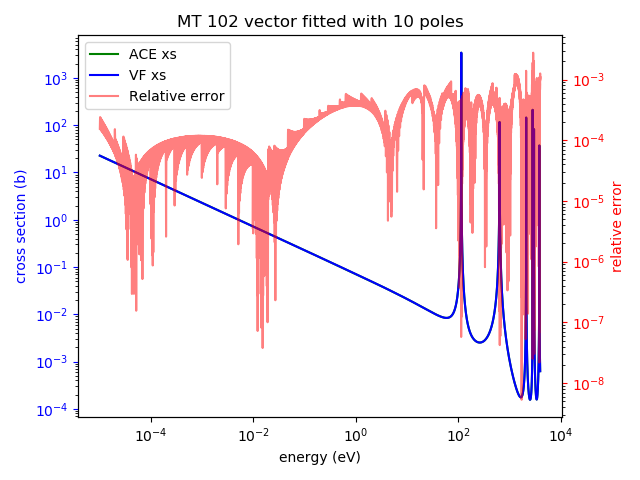 MT 102 vector fitted with 10 poles
ACE xs
VF xs
Relative error
cross section (b)
10³
10²
10¹
10⁰
10⁻¹
10⁻²
10⁻³
10⁻⁴
10⁻³
10⁻⁴
10⁻⁵
10⁻⁶
10⁻⁷
10⁻⁸
relative error
10⁻⁴
10⁻²
10⁰
10²
10⁴
energy (eV)